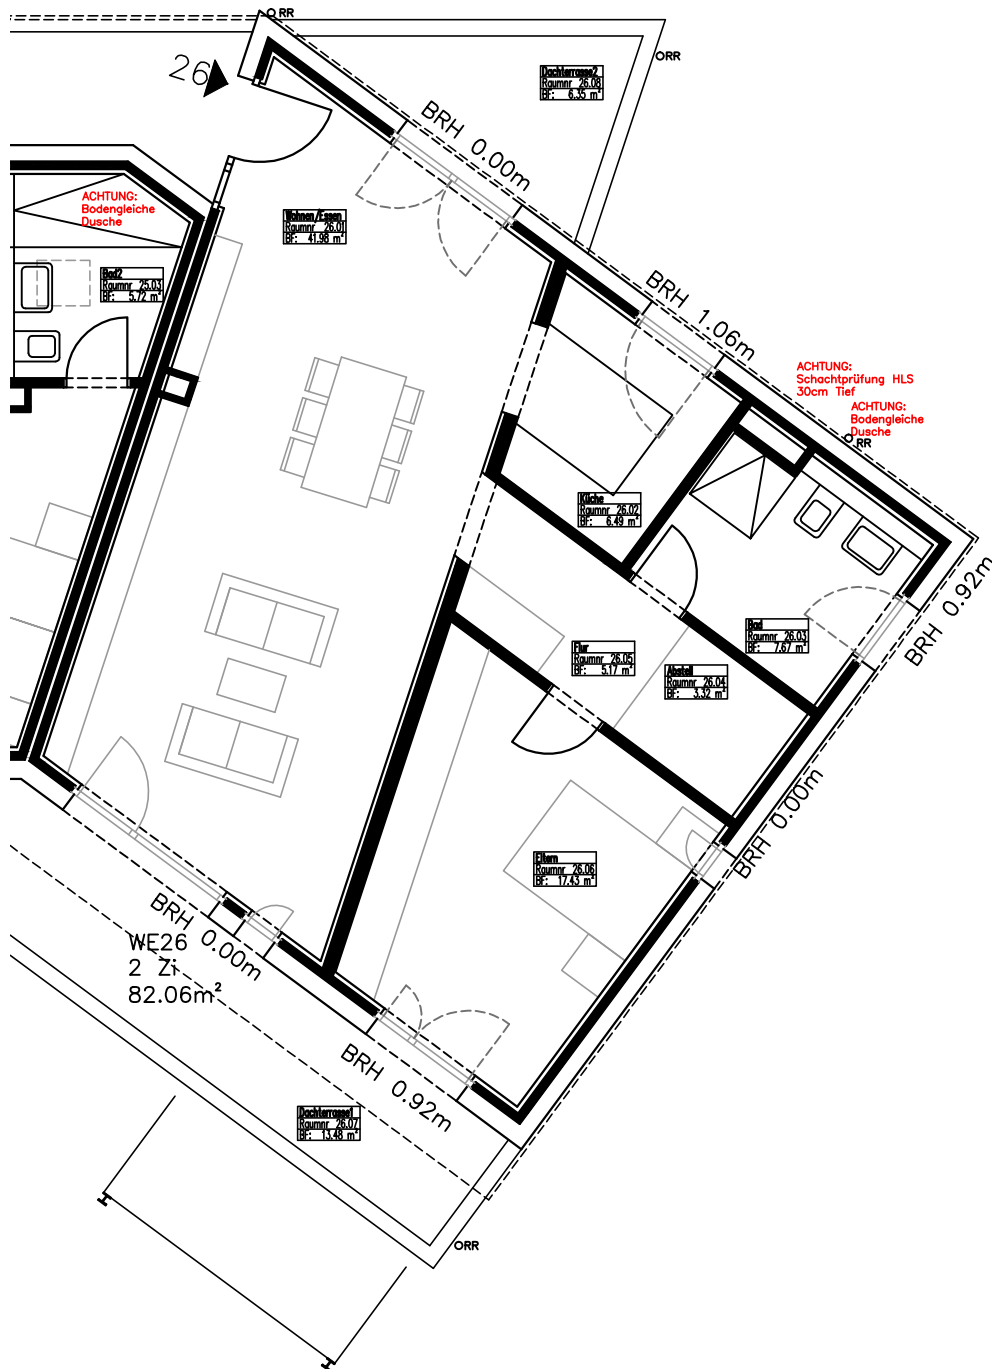 RR
RR
26
Dachterrasse2
Raumnr 26.08
BF: 6.35 m²
BRH 0.00m
ACHTUNG:
Bodengleiche
Dusche
Wohnen/Essen
Raumnr 26.01
BF: 41.98 m²
Bad2
Raumnr 25.03
BF: 5.72 m²
BRH 1.06m
ACHTUNG:
Schachtprüfung HLS
30cm Tief
ACHTUNG:
Bodengleiche
Dusche
RR
Küche
Raumnr 26.02
BF: 6.49 m²
BRH 0.92m
Bad
Raumnr 26.03
BF: 7.67 m²
Flur
Raumnr 26.05
BF: 5.17 m²
Abstell
Raumnr 26.04
BF: 3.32 m²
BRH 0.00m
Eltern
Raumnr 26.06
BF: 17.43 m²
BRH 0.00m
WE26
2 Zi
82.06m²
BRH 0.92m
Dachterrasse1
Raumnr 26.07
BF: 13.48 m²
RR